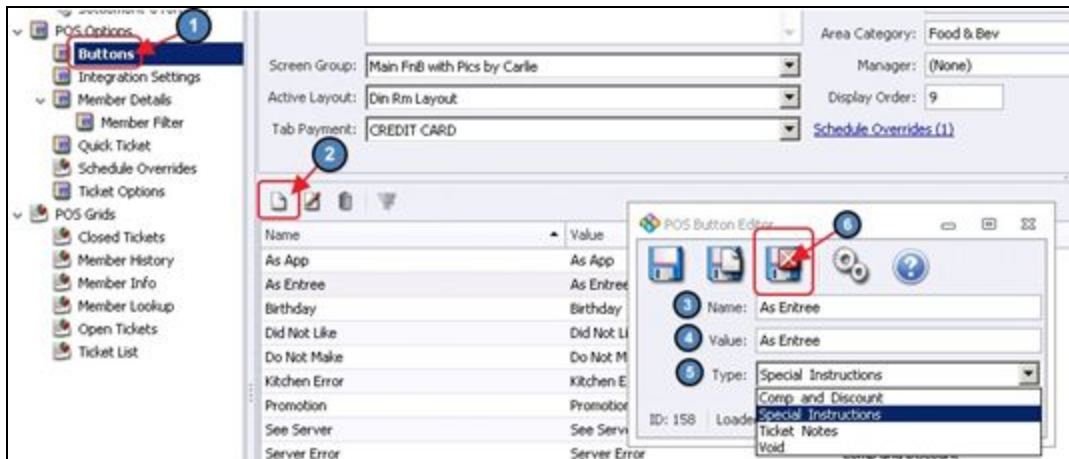 POS Options
Buttons
Integration Settings
Member Details
Member Filter
Quick Ticket
Schedule Overrides
Ticket Options
POS Grids
Closed Tickets
Member History
Member Info
Member Lookup
Open Tickets
Ticket List
1
Area Category: Food & Bev
Screen Group: Main FnB with Pics by Carlie
Manager: (None)
Active Layout: Din Rm Layout
Display Order: 9
Tab Payment: CREDIT CARD
Schedule Overrides (1)
2
Name Value
As App As App
As Entree As Entree
Birthday Birthday
Did Not Like Did Not Li
Do Not Make Do Not M
Kitchen Error Kitchen E
Promotion Promotion
See Server See Serv
Server Error Server Error
POS Button Editor
6
3 Name: As Entree
4 Value: As Entree
5 Type: Special Instructions
Comp and Discount
Special Instructions
Ticket Notes
Void
ID: 158 Loade